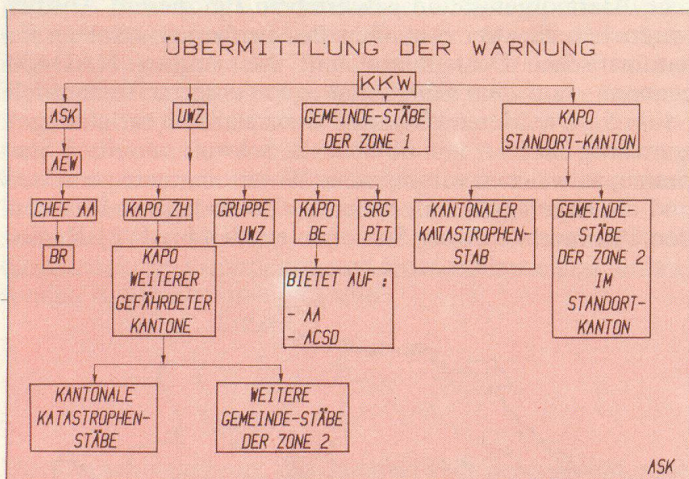 ÜBERMITTLUNG DER WARNUNG
KKW
ASK
UWZ
GEMEINDE-STÄBE
DER ZONE 1
KAPO
STANDORT-KANTON
AEW
CHEF AA
KAPO ZH
GRUPPE
UWZ
KAPO
BE
SRG
PTT
KANTONALER
KATASTROPHEN-
STAB
GEMEINDE-
STÄBE
DER ZONE 2
IM
STANDORT-
KANTON
BR
KAPO
WEITERER
GEFÄHRDETER
KANTONE
BIETET AUF :
- AA
- ACSD
KANTONALE
KATASTROPHEN-
STÄBE
WEITERE
GEMEINDE-STÄBE
DER ZONE 2
ASK